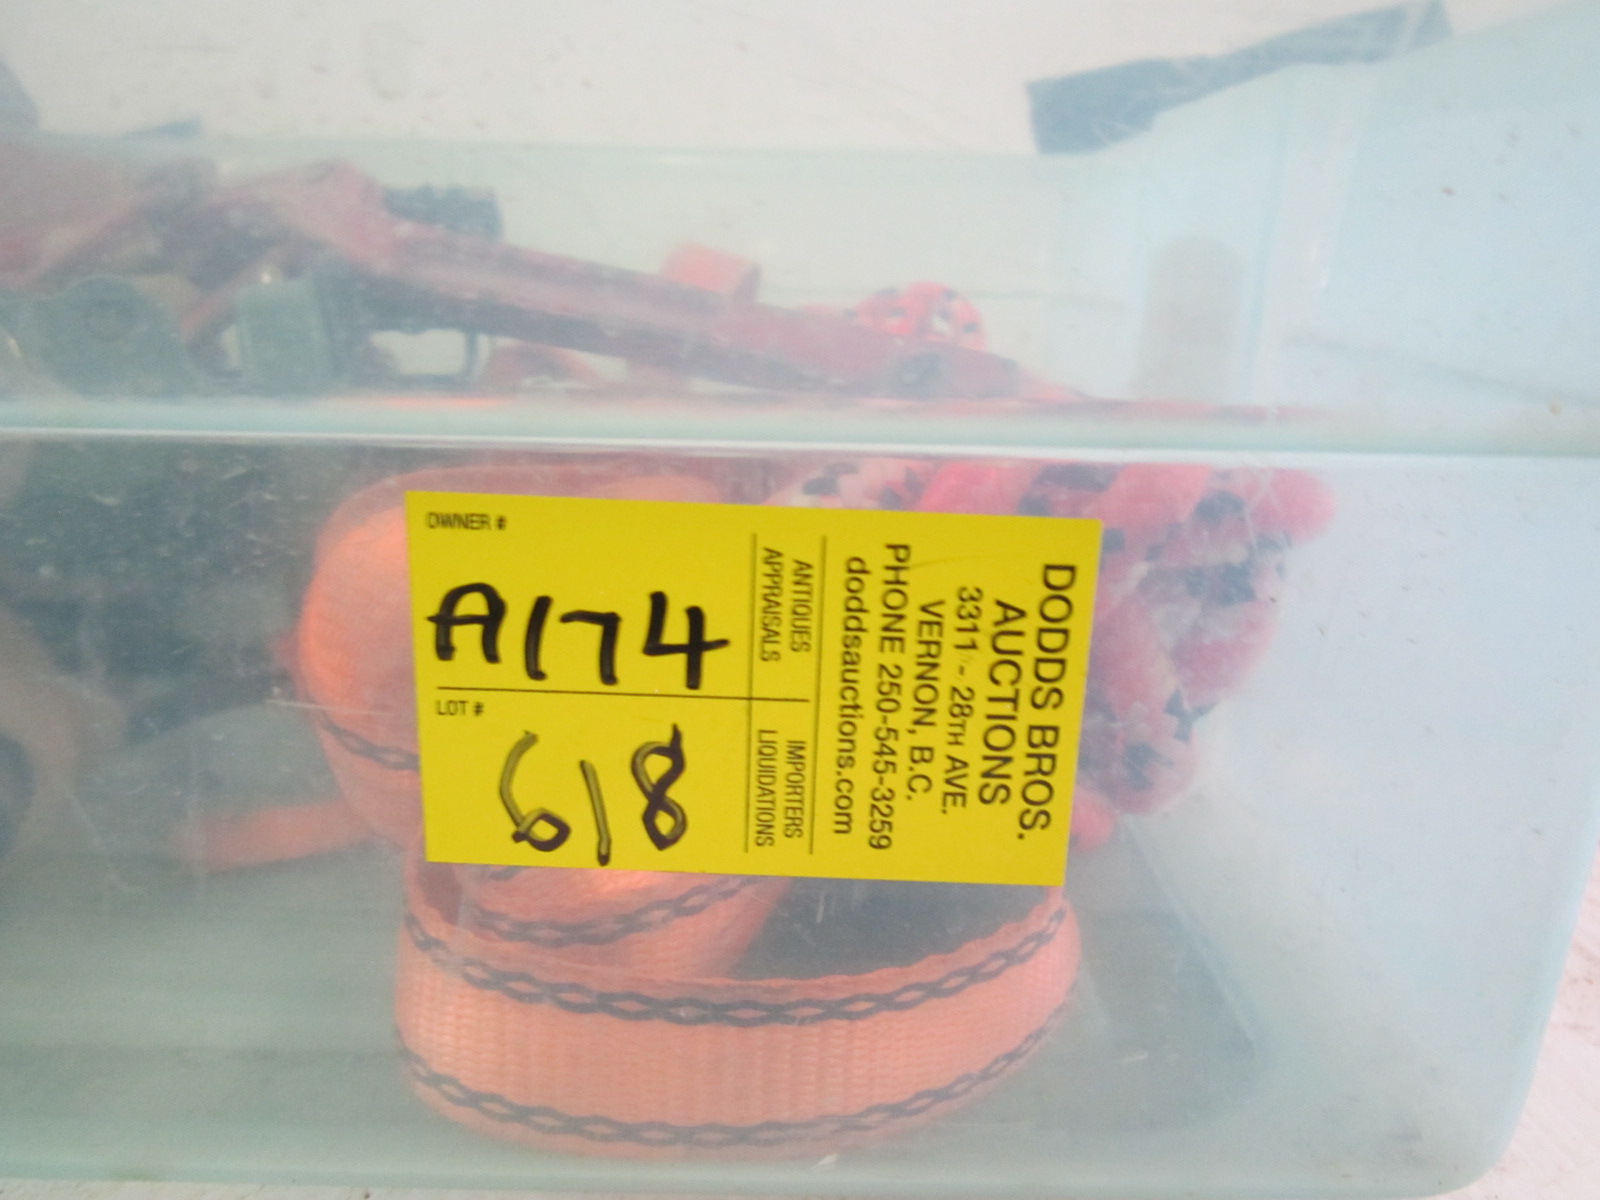 OWNER #
A174
LOT #
618
ANTIQUES
APPRAISALS
IMPORTERS
LIQUIDATIONS
DODDS BROS.
AUCTIONS
3311 - 28TH AVE.
VERNON, B.C.
PHONE 250-545-3259
doddsauctions.com